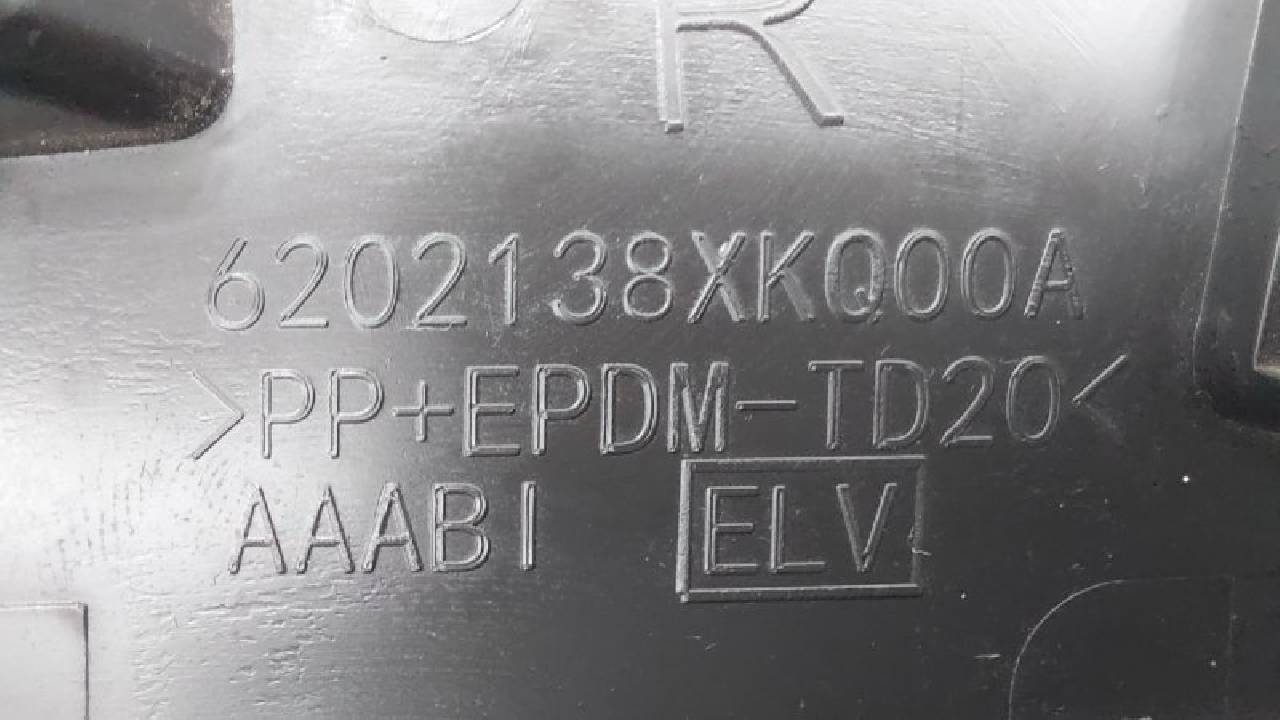 R
6202138XKQ00A
>PP+EPDM-TD20<
AAABI ELV